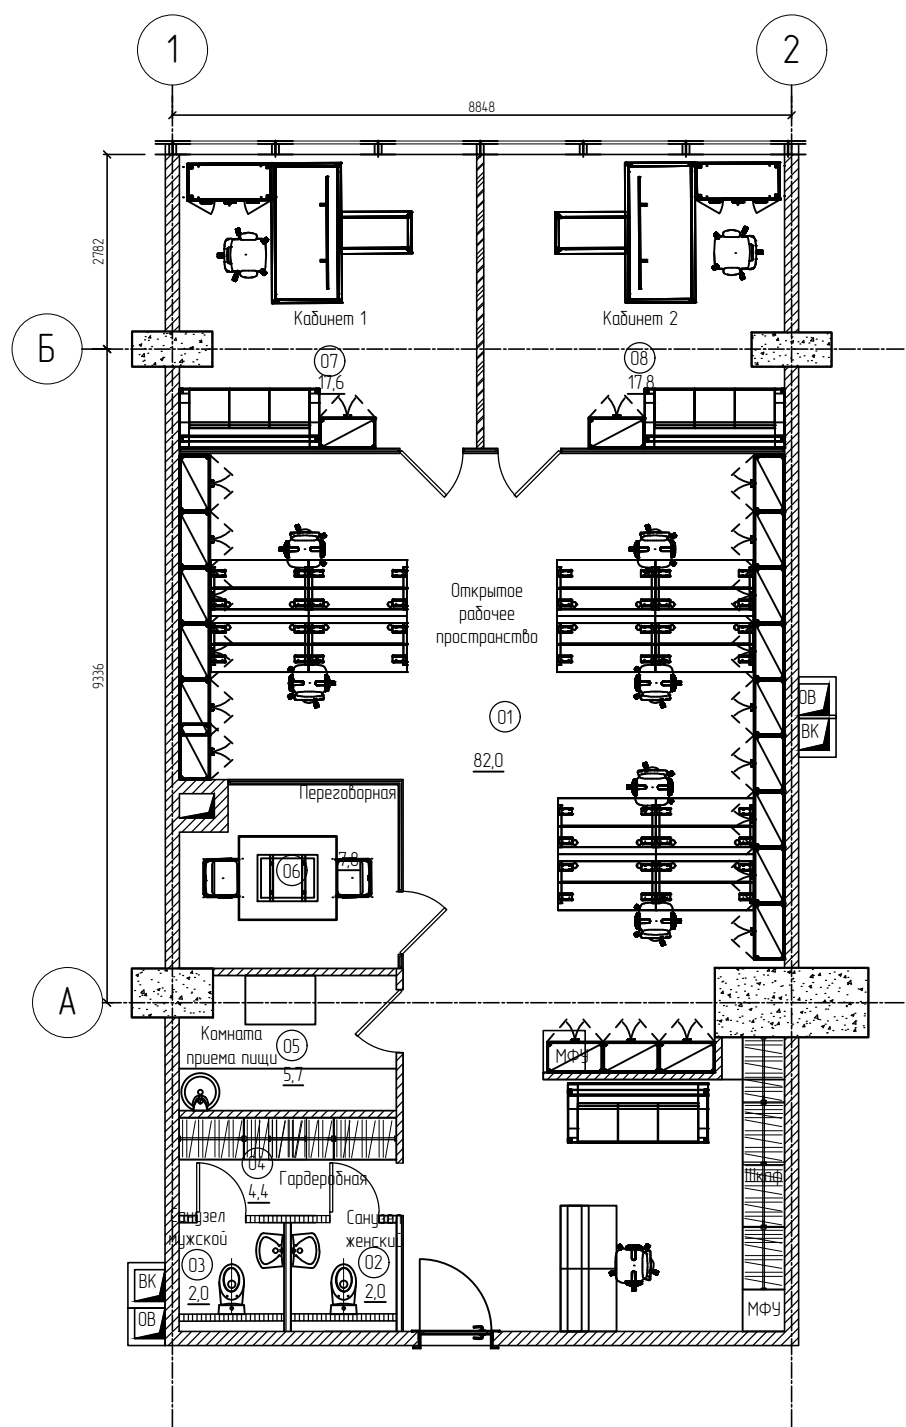 1
2
8848
2782
Кабинет 1
Кабинет 2
Б
07
17,6
08
17,8
9336
Открытое
рабочее
пространство
01
82,0
ОВ
ВК
Переговорная
06
7,8
А
Комната
приема пищи
05
5,7
МФУ
04
4,4
Гардеробная
Шкаф
Санузел
мужской
03
2,0
Санузел
женский
02
2,0
ВК
ОВ
МФУ